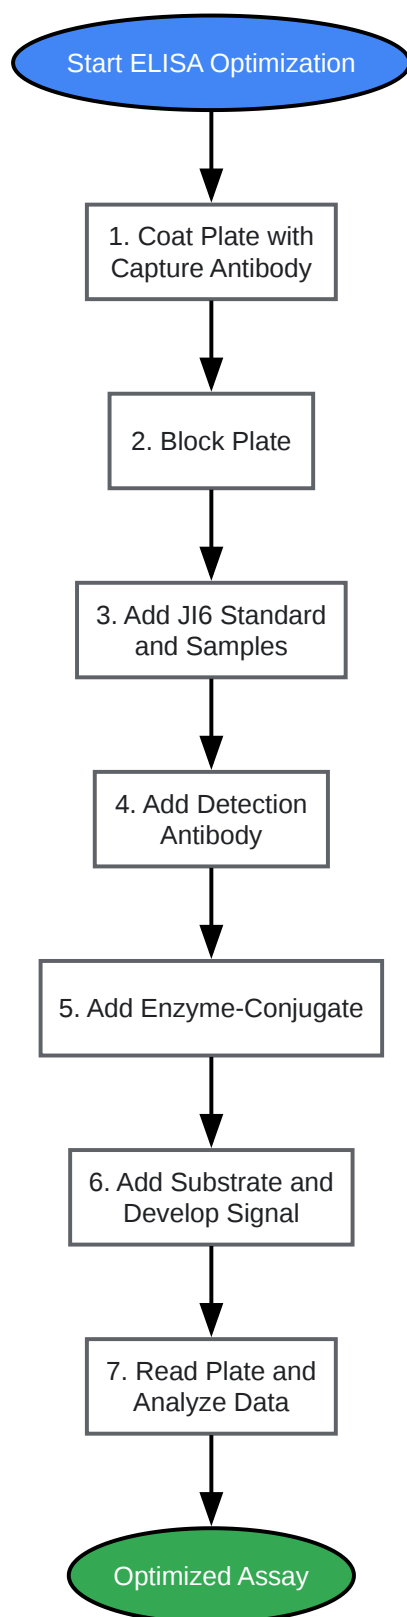 Start ELISA Optimization
1. Coat Plate with
Capture Antibody
2. Block Plate
3. Add JI6 Standard
and Samples
4. Add Detection
Antibody
5. Add Enzyme-Conjugate
6. Add Substrate and
Develop Signal
7. Read Plate and
Analyze Data
Optimized Assay